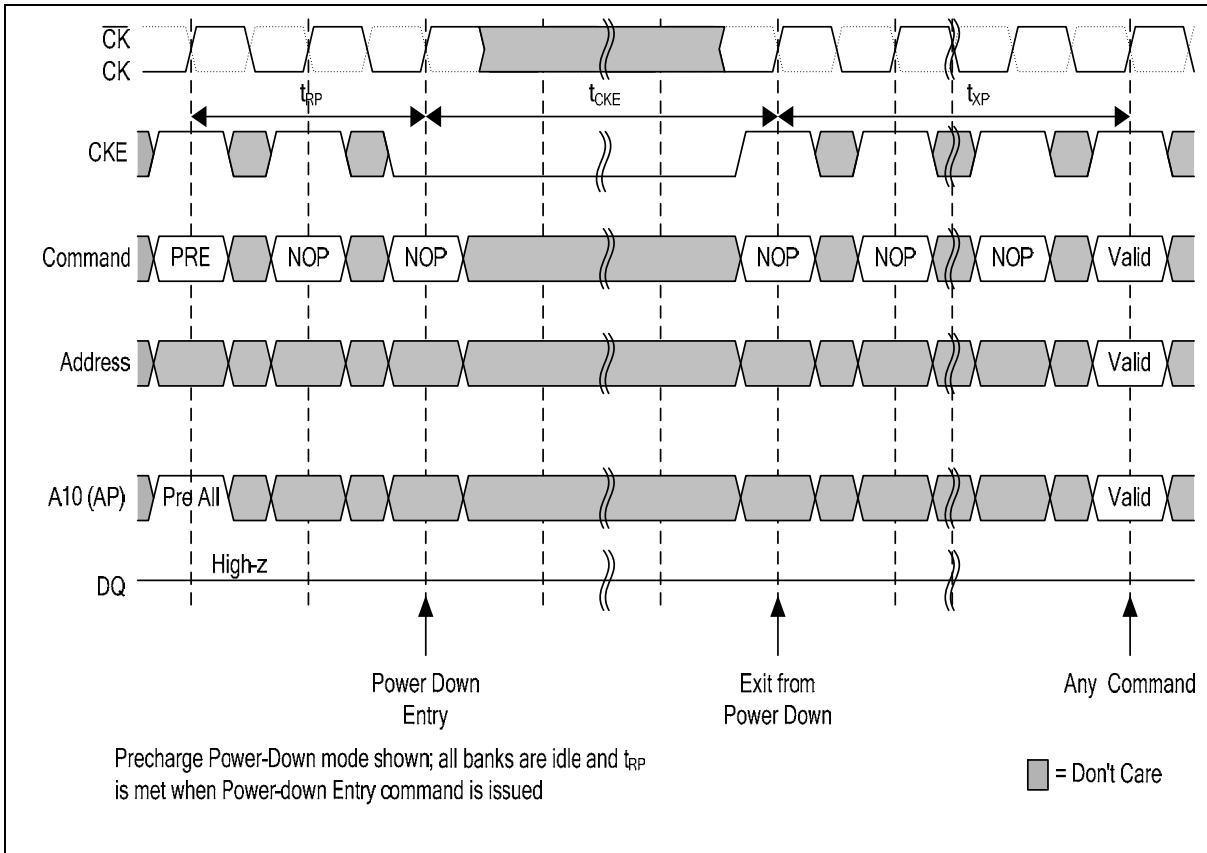 CK
CK
tRP
tCKE
tXP
CKE
Command
PRE
NOP
NOP
NOP
NOP
NOP
Valid
Address
Valid
A10 (AP)
Pre All
Valid
High-z
DQ
Power Down
Entry
Exit from
Power Down
Any Command
Precharge Power-Down mode shown; all banks are idle and tRP
is met when Power-down Entry command is issued
= Don't Care